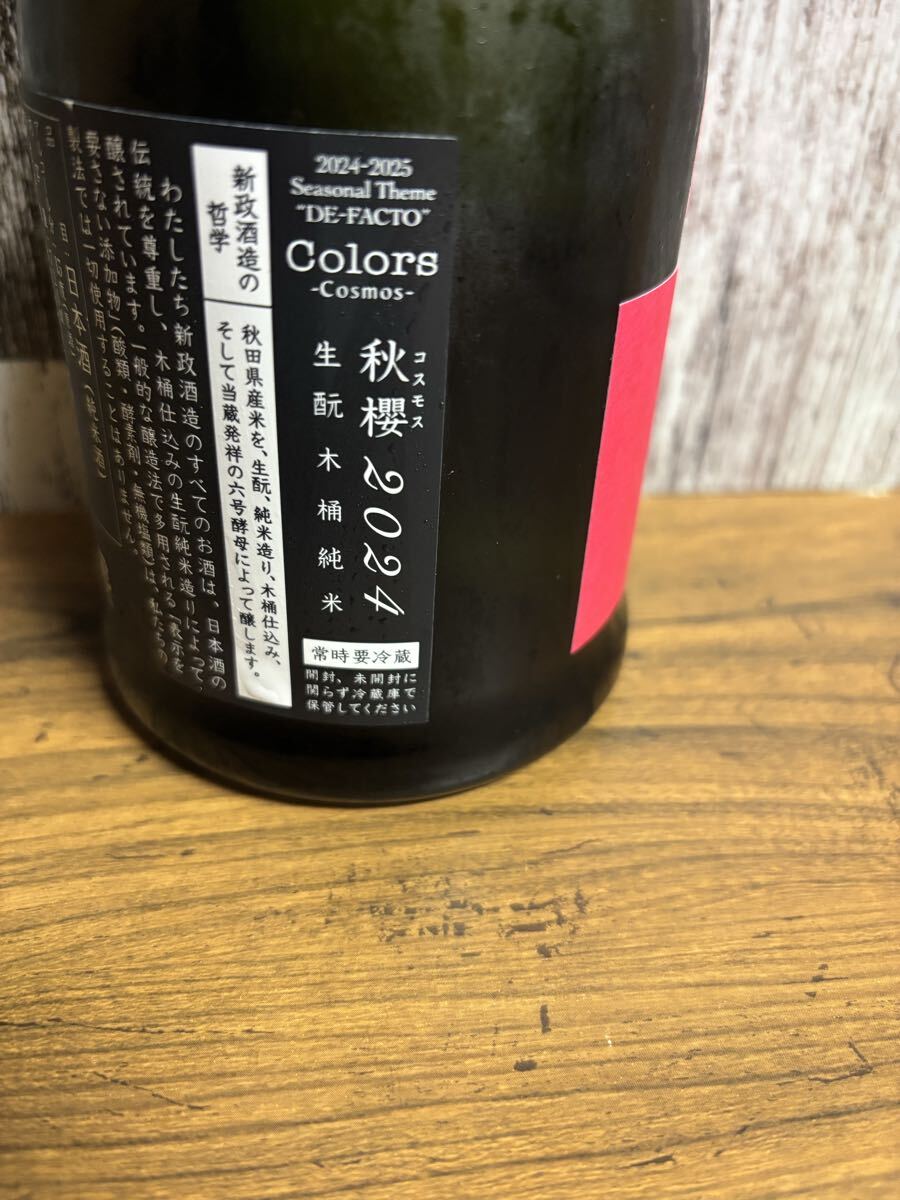 2024-2025
Seasonal Theme
"DE-FACTO"
Colors
-Cosmos-
コスモス
秋櫻 2024
生酛 木桶純米
常時要冷蔵
開封、未開封に
関らず冷蔵庫で
保管してください
新政酒造の
哲学
秋田県産米を、生酛、純米造り、木桶仕込み、
そして当蔵発祥の六号酵母によって醸します。
わたしたち新政酒造のすべてのお酒は、日本酒の
伝統を尊重し、木桶仕込みの生酛純米造りによって、
醸されています。一般的な醸造法で多用される「表示を
要さない添加物」(酸類・酵素剤・無機塩類)は、私たちの
製法では一切使用することはありません。
目 日本酒(純米酒)